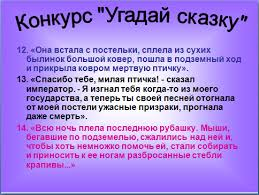 Конкурс "Угадай сказку"
12. «Она встала с постельки, сплела из сухих
былинок большой ковер, пошла в подземный ход
и прикрыла ковром мертвую птичку».
13. «Спасибо тебе, милая птичка! - сказал
император. - Я изгнал тебя когда-то из моего
государства, а теперь ты своей песней отогнала
от моей постели ужасные призраки, прогнала
даже смерть».
14. «Всю ночь плела последнюю рубашку. Мыши,
бегавшие по подземелью, сжалились над ней и,
чтобы хоть немножко помочь ей, стали собирать
и приносить к ее ногам разбросанные стебли
крапивы...»